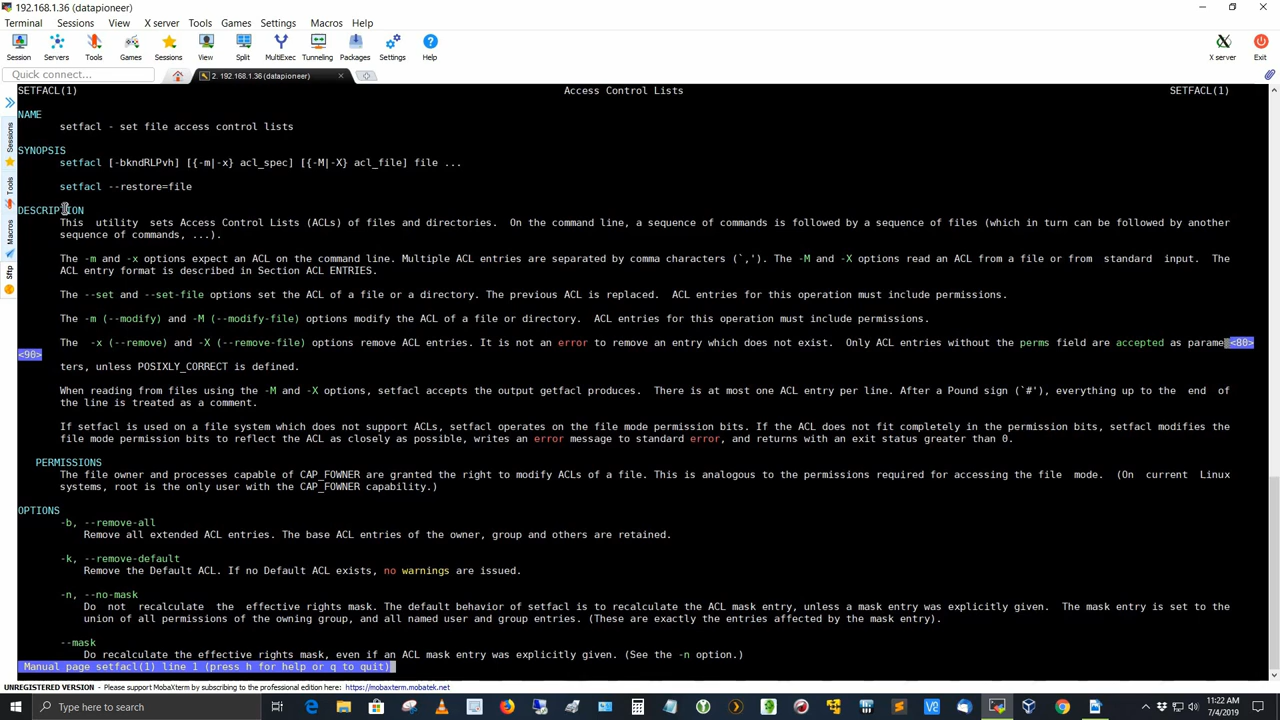 192.168.1.36 (datapioneer)
Terminal Sessions View X server Tools Games Settings Macros Help
Session Servers Tools Games Sessions View Split MultiExec Tunneling Packages Settings Help X server Exit
Quick connect...
2. 192.168.1.36 (datapioneer)
Sessions
Tools
Macros
Sftp
SETFACL(1) Access Control Lists SETFACL(1)
NAME
setfacl - set file access control lists
SYNOPSIS
setfacl [-bkndRLPvh] [{-m|-x} acl_spec] [{-M|-X} acl_file] file ...
setfacl --restore=file
DESCRIPTION
This utility sets Access Control Lists (ACLs) of files and directories. On the command line, a sequence of commands is followed by a sequence of files (which in turn can be followed by another
sequence of commands, ...).
The -m and -x options expect an ACL on the command line. Multiple ACL entries are separated by comma characters (`,'). The -M and -X options read an ACL from a file or from standard input. The
ACL entry format is described in Section ACL ENTRIES.
The --set and --set-file options set the ACL of a file or a directory. The previous ACL is replaced. ACL entries for this operation must include permissions.
The -m (--modify) and -M (--modify-file) options modify the ACL of a file or directory. ACL entries for this operation must include permissions.
The -x (--remove) and -X (--remove-file) options remove ACL entries. It is not an error to remove an entry which does not exist. Only ACL entries without the perms field are accepted as parame<80>
<90>
ters, unless POSIXLY_CORRECT is defined.
When reading from files using the -M and -X options, setfacl accepts the output getfacl produces. There is at most one ACL entry per line. After a Pound sign (`#'), everything up to the end of
the line is treated as a comment.
If setfacl is used on a file system which does not support ACLs, setfacl operates on the file mode permission bits. If the ACL does not fit completely in the permission bits, setfacl modifies the
file mode permission bits to reflect the ACL as closely as possible, writes an error message to standard error, and returns with an exit status greater than 0.
PERMISSIONS
The file owner and processes capable of CAP_FOWNER are granted the right to modify ACLs of a file. This is analogous to the permissions required for accessing the file mode. (On current Linux
systems, root is the only user with the CAP_FOWNER capability.)
OPTIONS
-b, --remove-all
Remove all extended ACL entries. The base ACL entries of the owner, group and others are retained.
-k, --remove-default
Remove the Default ACL. If no Default ACL exists, no warnings are issued.
-n, --no-mask
Do not recalculate the effective rights mask. The default behavior of setfacl is to recalculate the ACL mask entry, unless a mask entry was explicitly given. The mask entry is set to the
union of all permissions of the owning group, and all named user and group entries. (These are exactly the entries affected by the mask entry).
--mask
Do recalculate the effective rights mask, even if an ACL mask entry was explicitly given. (See the -n option.)
Manual page setfacl(1) line 1 (press h for help or q to quit)
UNREGISTERED VERSION - Please support MobaXterm by subscribing to the professional edition here: https://mobaxterm.mobatek.net
Type here to search
11:22 AM
7/4/2019